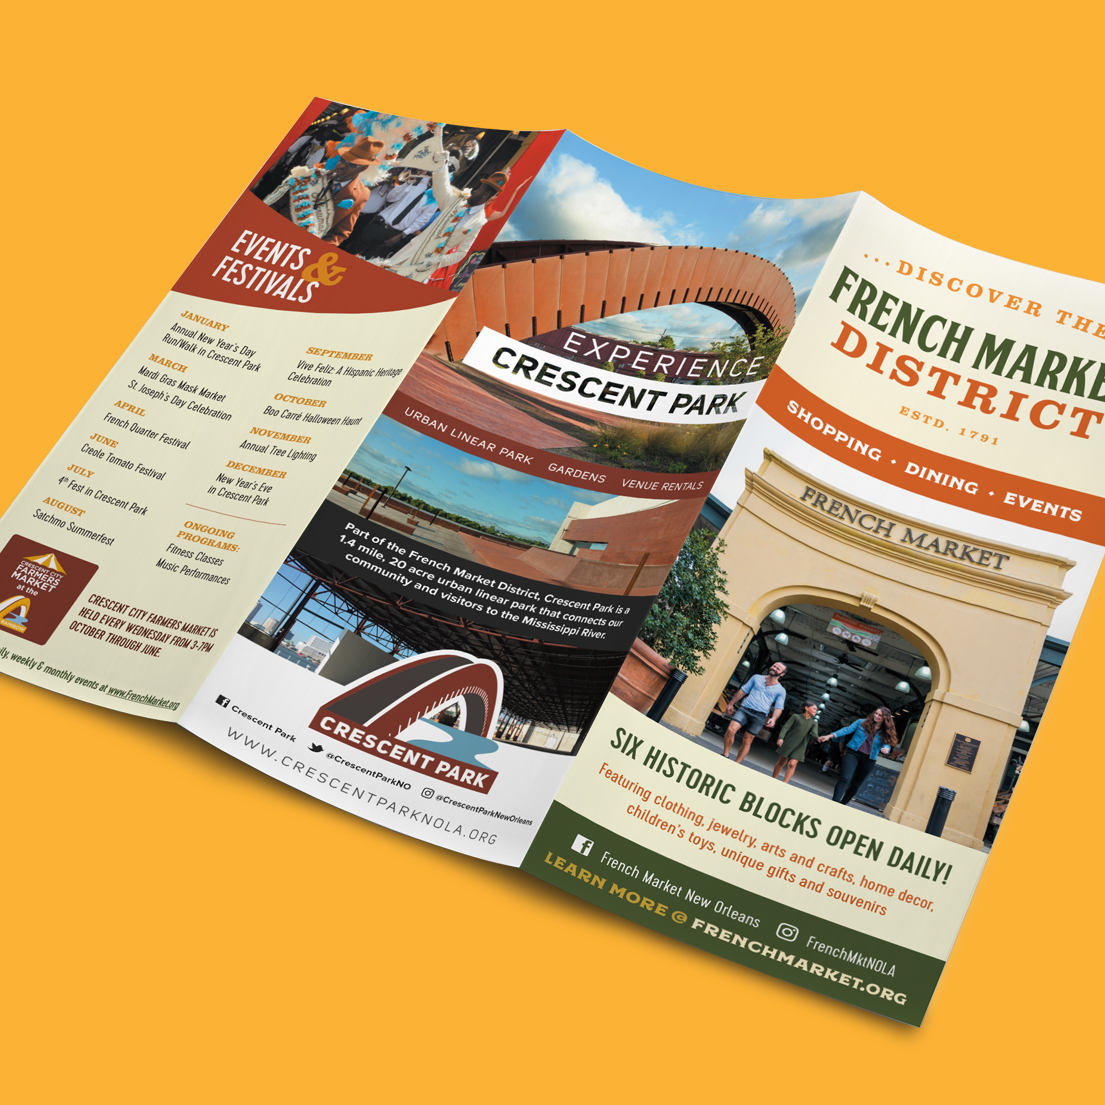 EVENTS &
FESTIVALS
JANUARY
Annual New Year's Day
Run/Walk in Crescent Park
MARCH
Mardi Gras Mask Market
St. Joseph's Day Celebration
APRIL
French Quarter Festival
JUNE
Creole Tomato Festival
JULY
4th Fest in Crescent Park
AUGUST
Satchmo Summerfest
SEPTEMBER
Vive Feliz: A Hispanic Heritage
Celebration
OCTOBER
Boo Carré Halloween Haunt
NOVEMBER
Annual Tree Lighting
DECEMBER
New Year's Eve
in Crescent Park
ONGOING
PROGRAMS:
Fitness Classes
Music Performances
CRESCENT CITY
FARMERS
MARKET
at the
CRESCENT CITY FARMERS MARKET IS
HELD EVERY WEDNESDAY FROM 3-7PM
OCTOBER THROUGH JUNE.
weekly & monthly events at www.FrenchMarket.org
EXPERIENCE
CRESCENT PARK
URBAN LINEAR PARK GARDENS VENUE RENTALS
Part of the French Market District, Crescent Park is a
1.4 mile, 20 acre urban linear park that connects our
community and visitors to the Mississippi River.
CRESCENT PARK
Crescent Park @CrescentParkNO @CrescentParkNewOrleans
WWW.CRESCENTPARKNOLA.ORG
...DISCOVER THE
FRENCH MARKE
DISTRICT
ESTD. 1791
SHOPPING • DINING • EVENTS
FRENCH MARKET
SIX HISTORIC BLOCKS OPEN DAILY!
Featuring clothing, jewelry, arts and crafts, home decor,
children's toys, unique gifts and souvenirs
French Market New Orleans FrenchMktNOLA
LEARN MORE @ FRENCHMARKET.ORG